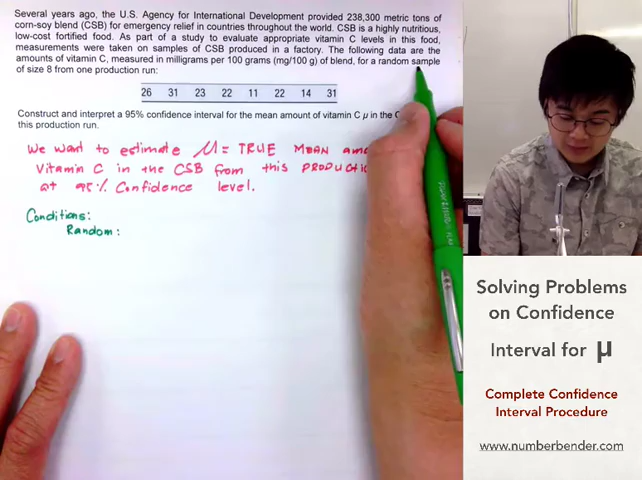 Several years ago, the U.S. Agency for International Development provided 238,300 metric tons of
corn-soy blend (CSB) for emergency relief in countries throughout the world. CSB is a highly nutritious,
low-cost fortified food. As part of a study to evaluate appropriate vitamin C levels in this food,
measurements were taken on samples of CSB produced in a factory. The following data are the
amounts of vitamin C, measured in milligrams per 100 grams (mg/100 g) of blend, for a random sample
of size 8 from one production run:
26 31 23 22 11 22 14 31
Construct and interpret a 95% confidence interval for the mean amount of vitamin C μ in the C
this production run.
We want to estimate μ = TRUE MEAN am
Vitamin C in the CSB from this PRODUCTI
at 95% Confidence level.
Conditions:
Random:
Solving Problems
on Confidence
Interval for μ
Complete Confidence
Interval Procedure
www.numberbender.com